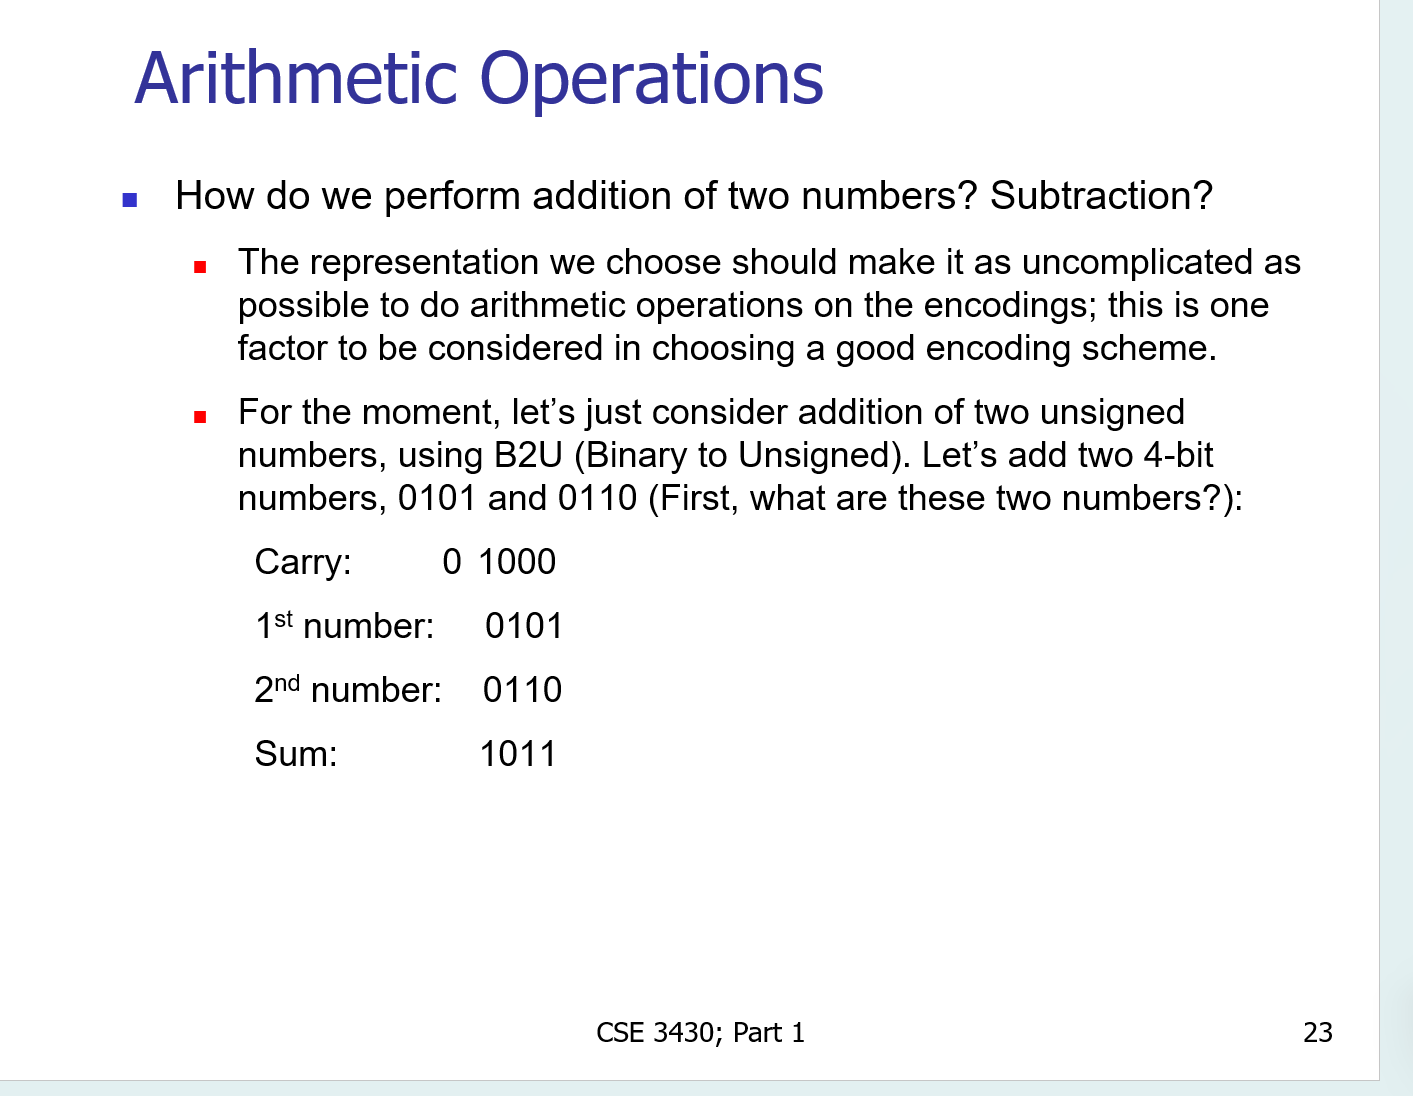 Arithmetic Operations
How do we perform addition of two numbers? Subtraction?
The representation we choose should make it as uncomplicated as
possible to do arithmetic operations on the encodings; this is one
factor to be considered in choosing a good encoding scheme.
For the moment, let’s just consider addition of two unsigned
numbers, using B2U (Binary to Unsigned). Let’s add two 4-bit
numbers, 0101 and 0110 (First, what are these two numbers?):
Carry: 0 1000
1st number: 0101
2nd number: 0110
Sum: 1011
CSE 3430; Part 1
23